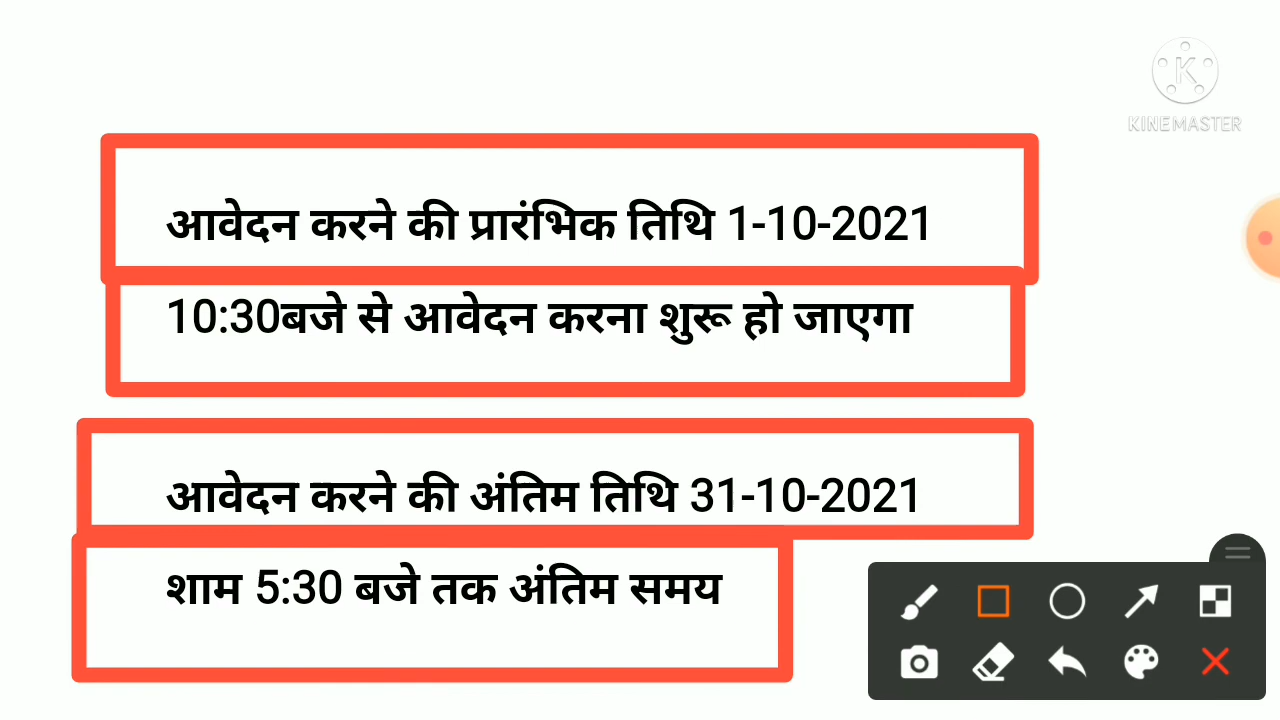 KINEMASTER
आवेदन करने की प्रारंभिक तिथि 1-10-2021
10:30बजे से आवेदन करना शुरू हो जाएगा
आवेदन करने की अंतिम तिथि 31-10-2021
शाम 5:30 बजे तक अंतिम समय